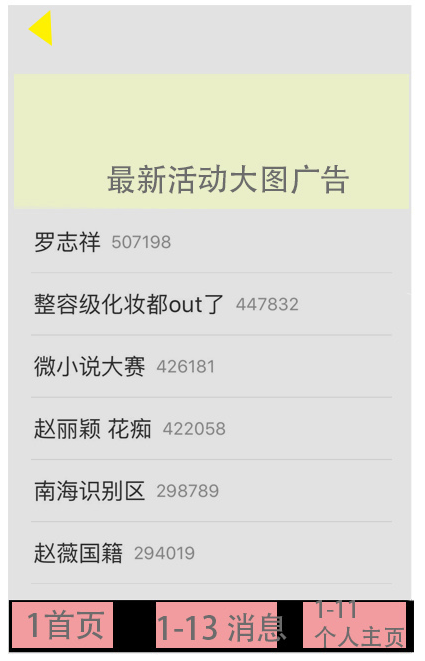 最新活动大图广告
罗志祥 507198
整容级化妆都out了 447832
微小说大赛 426181
赵丽颖 花痴 422058
南海识别区 298789
赵薇国籍 294019
1首页
1-13 消息
1-11
个人主页